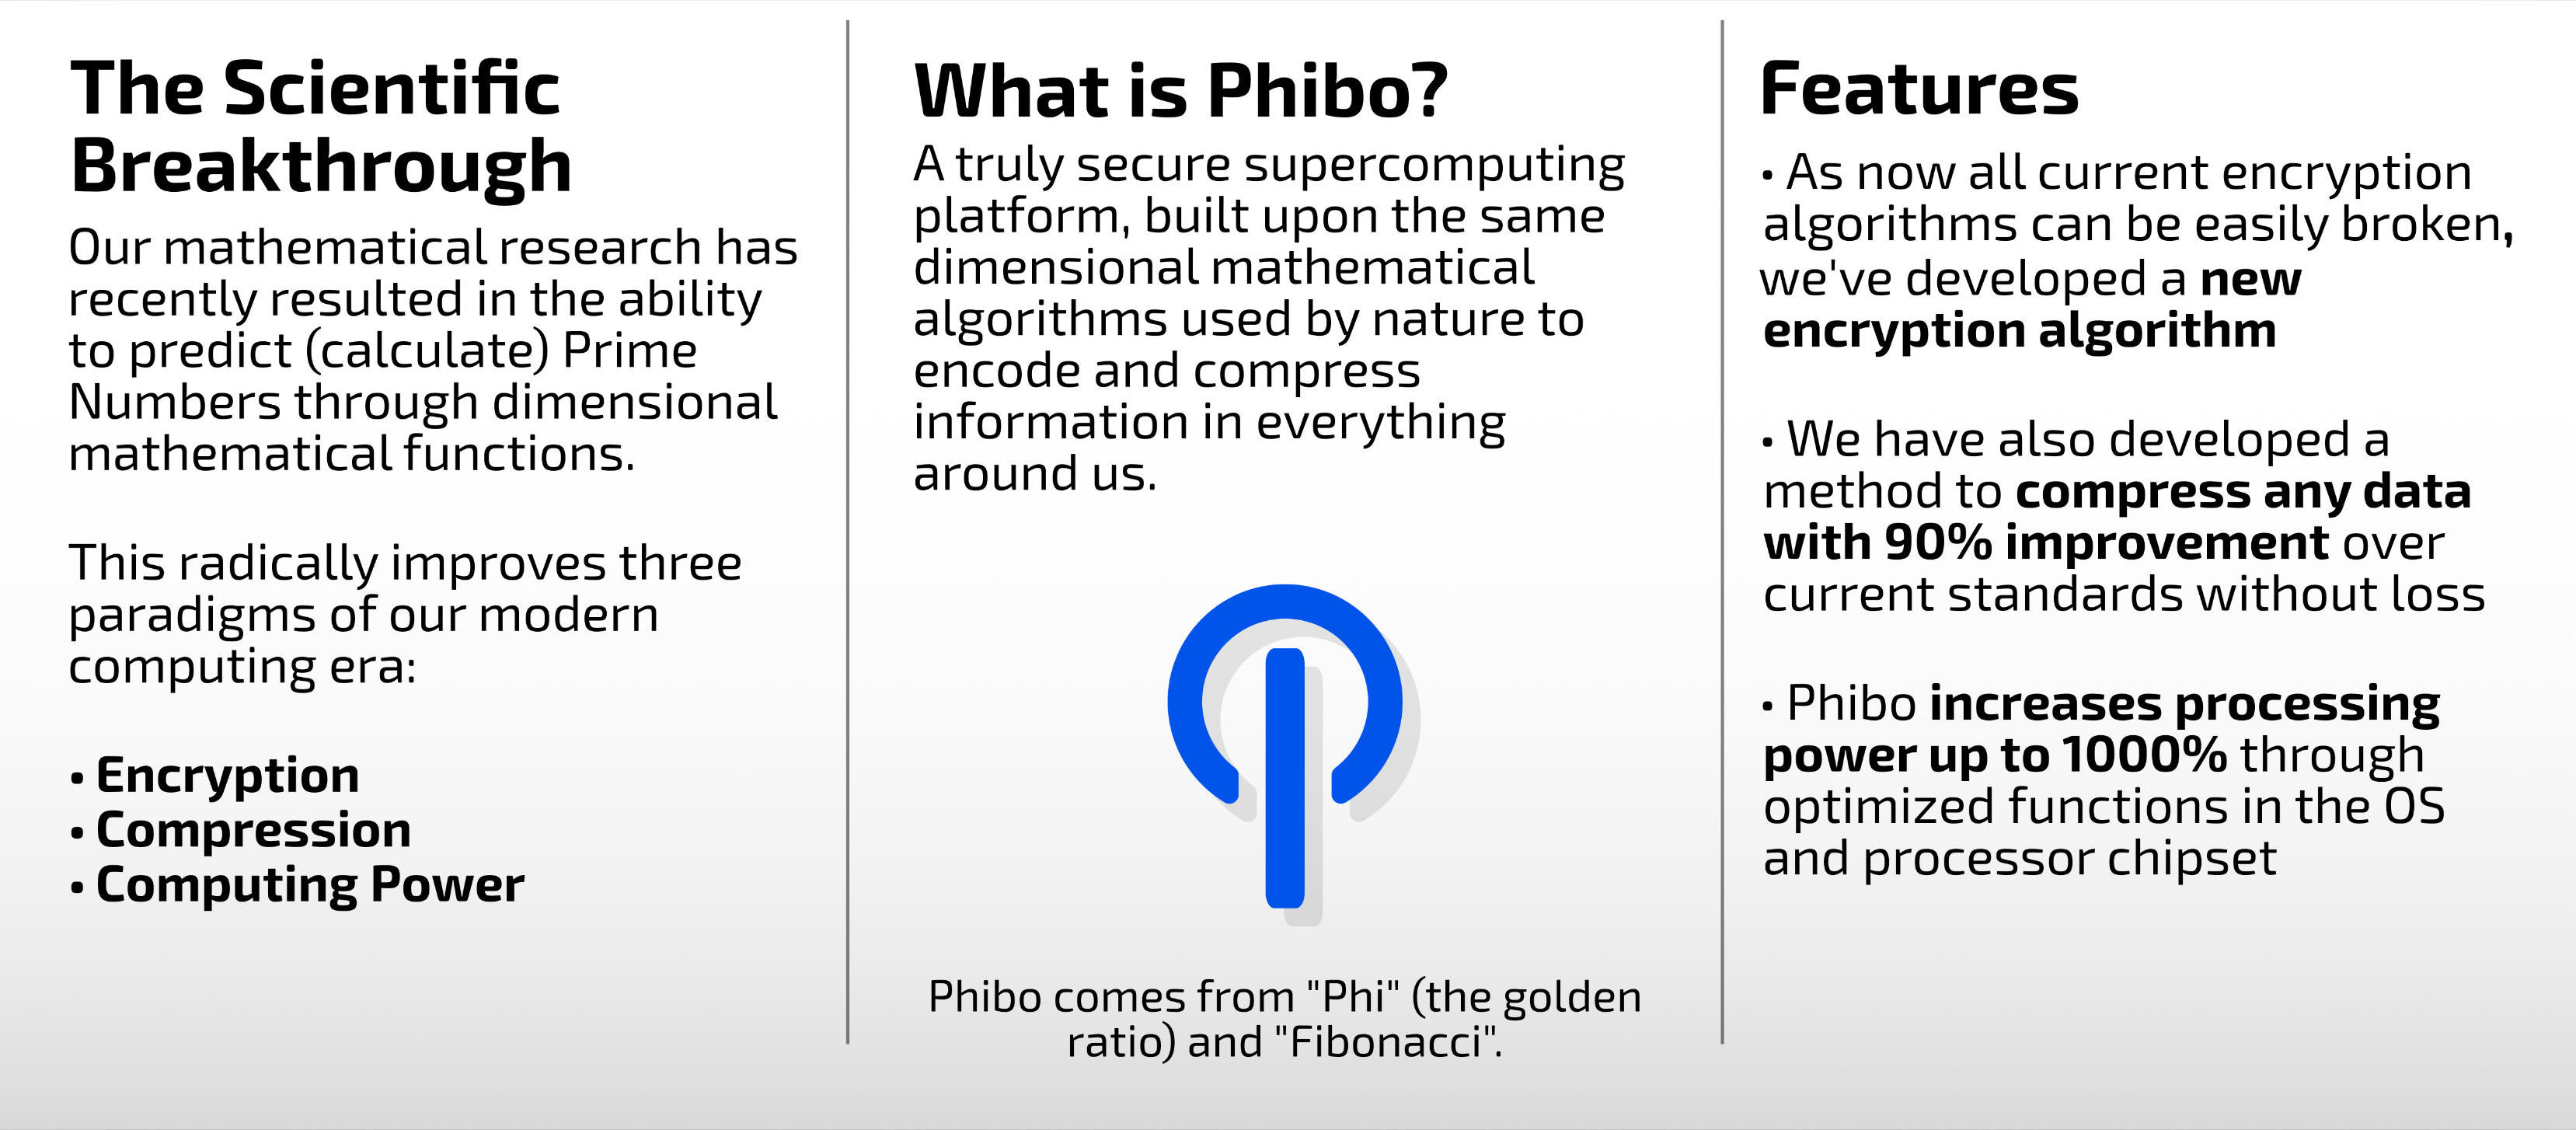 The Scientific
Breakthrough
Our mathematical research has
recently resulted in the ability
to predict (calculate) Prime
Numbers through dimensional
mathematical functions.
This radically improves three
paradigms of our modern
computing era:
• Encryption
• Compression
• Computing Power
What is Phibo?
A truly secure supercomputing
platform, built upon the same
dimensional mathematical
algorithms used by nature to
encode and compress
information in everything
around us.
Phibo comes from "Phi" (the golden
ratio) and "Fibonacci".
Features
• As now all current encryption
algorithms can be easily broken,
we've developed a new
encryption algorithm
• We have also developed a
method to compress any data
with 90% improvement over
current standards without loss
• Phibo increases processing
power up to 1000% through
optimized functions in the OS
and processor chipset